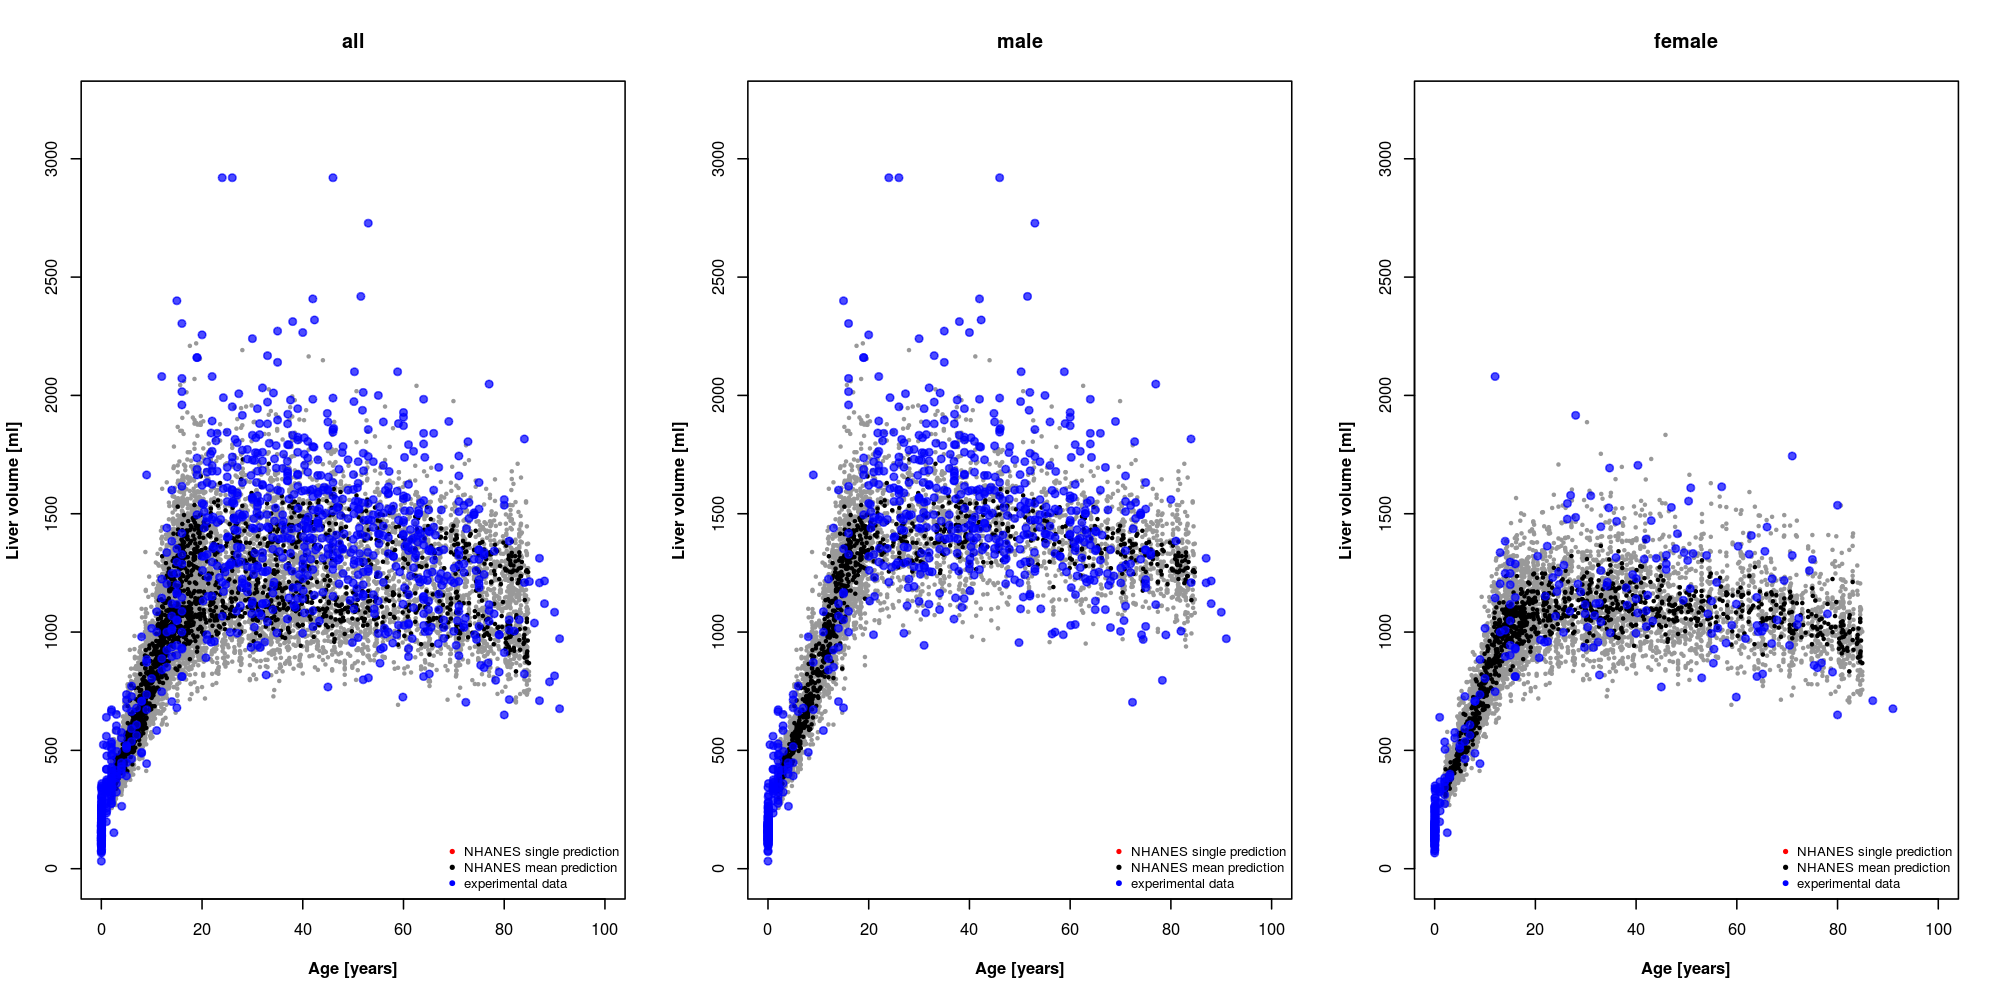 all
Liver volume [ml]
3000
2500
2000
1500
1000
500
0
0 20 40 60 80 100
Age [years]
NHANES single prediction
NHANES mean prediction
experimental data
male
Liver volume [ml]
3000
2500
2000
1500
1000
500
0
0 20 40 60 80 100
Age [years]
NHANES single prediction
NHANES mean prediction
experimental data
female
Liver volume [ml]
3000
2500
2000
1500
1000
500
0
0 20 40 60 80 100
Age [years]
NHANES single prediction
NHANES mean prediction
experimental data